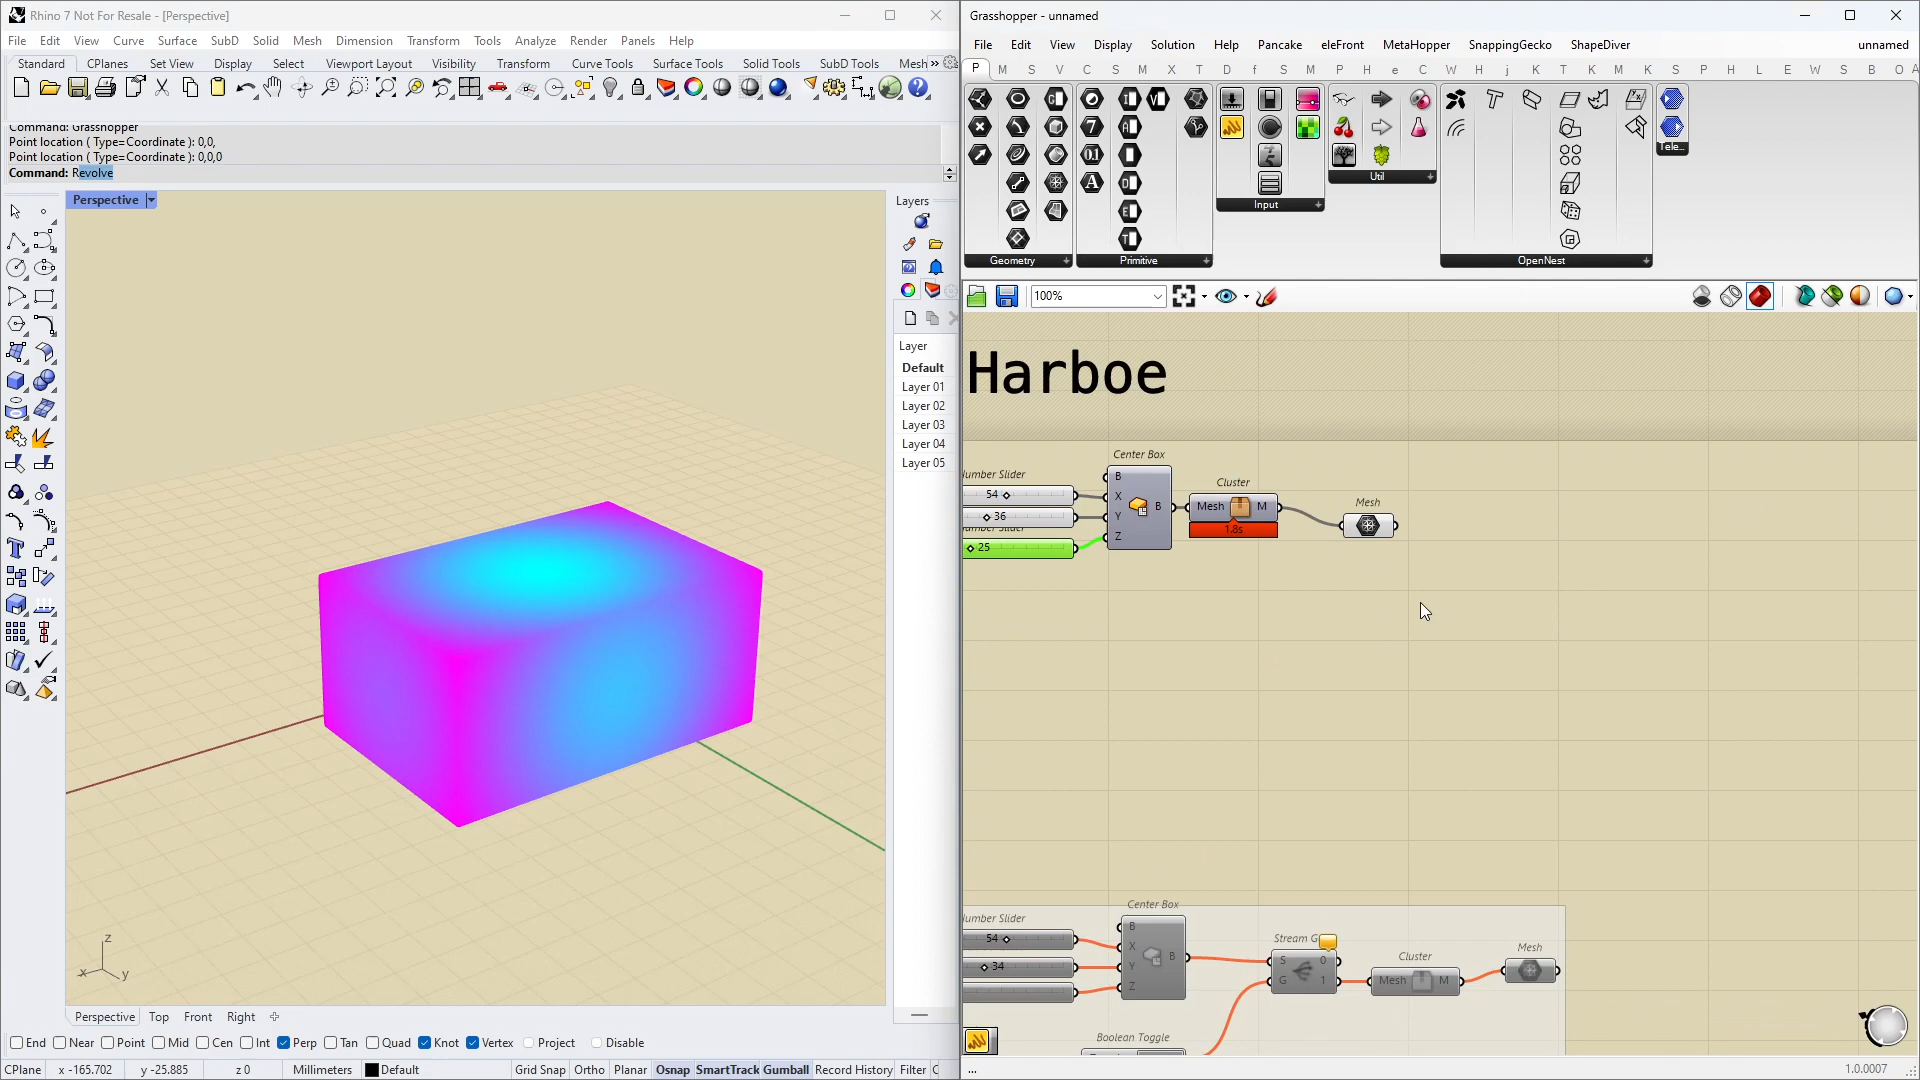 Rhino 7 Not For Resale - [Perspective]
File Edit View Curve Surface SubD Solid Mesh Dimension Transform Tools Analyze Render Panels Help
Standard CPlanes Set View Display Select Viewport Layout Visibility Transform Curve Tools Surface Tools Solid Tools SubD Tools Mesh »
Command: Grasshopper
Point location ( Type=Coordinate ): 0,0,
Point location ( Type=Coordinate ): 0,0,0
Command: Revolve
Perspective
Layers
Layer
Default
Layer 01
Layer 02
Layer 03
Layer 04
Layer 05
z
x
y
Perspective Top Front Right
End Near Point Mid Cen Int Perp Tan Quad Knot Vertex Project Disable
CPlane x -165.702 y -25.885 z 0 Millimeters Default Grid Snap Ortho Planar Osnap SmartTrack Gumball Record History Filter C
Grasshopper - unnamed
File Edit View Display Solution Help Pancake eleFront MetaHopper SnappingGecko ShapeDiver unnamed
P M S V C S M X T D f S M P H e C W H j K T M K S P H L E W S B O A
Geometry Primitive Input Util OpenNest Tele...
100%
Harboe
Center Box
Number Slider
54
36
Number Slider
25
B
X
Y
Z
B
Cluster
Mesh M
1.8s
Mesh
Center Box
Number Slider
54
34
B
X
Y
Z
B
Stream G
S 0
G 1
Cluster
Mesh M
Mesh
Boolean Toggle
...
1.0.0007